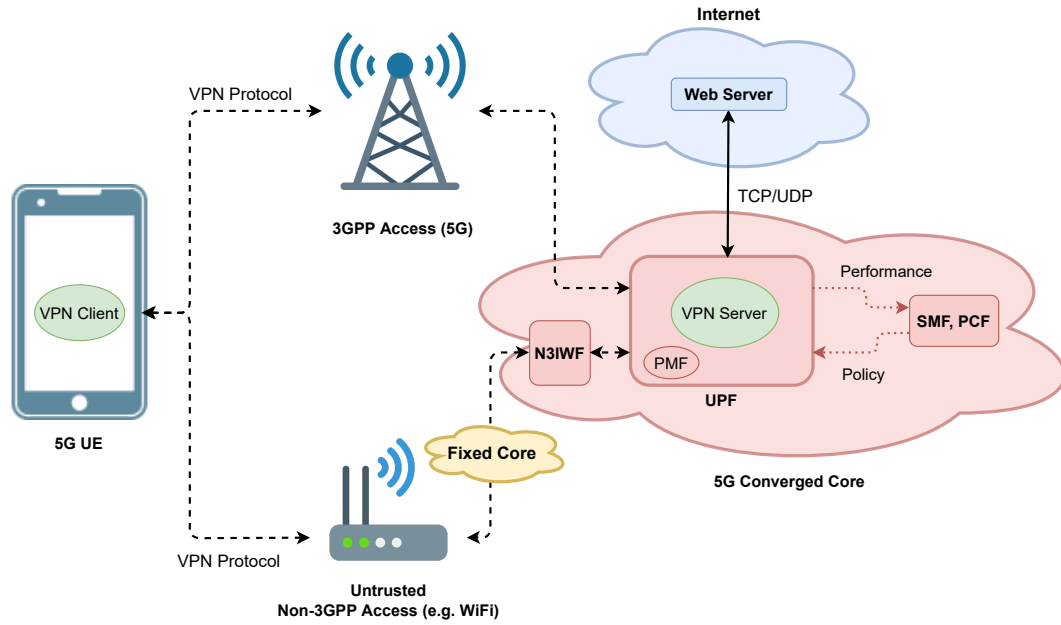 Internet
Web Server
VPN Protocol
TCP/UDP
3GPP Access (5G)
Performance
VPN Client
VPN Server
SMF, PCF
N3IWF
PMF
Policy
UPF
5G UE
Fixed Core
5G Converged Core
VPN Protocol
Untrusted
Non-3GPP Access (e.g. WiFi)